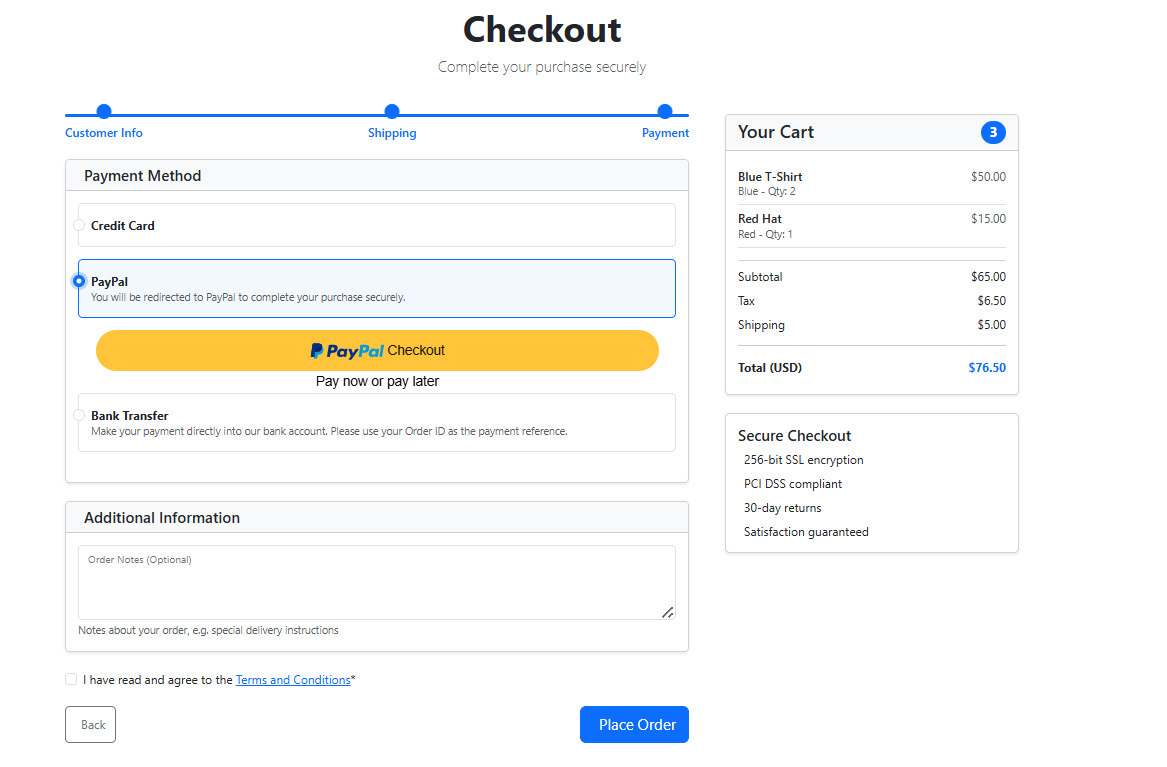 Checkout
Complete your purchase securely
Customer Info
Shipping
Payment
Payment Method
Credit Card
PayPal
You will be redirected to PayPal to complete your purchase securely.
PayPal Checkout
Pay now or pay later
Bank Transfer
Make your payment directly into our bank account. Please use your Order ID as the payment reference.
Additional Information
Order Notes (Optional)
Notes about your order, e.g. special delivery instructions
I have read and agree to the Terms and Conditions*
Back
Place Order
Your Cart 3
Blue T-Shirt $50.00
Blue - Qty: 2
Red Hat $15.00
Red - Qty: 1
Subtotal $65.00
Tax $6.50
Shipping $5.00
Total (USD) $76.50
Secure Checkout
256-bit SSL encryption
PCI DSS compliant
30-day returns
Satisfaction guaranteed